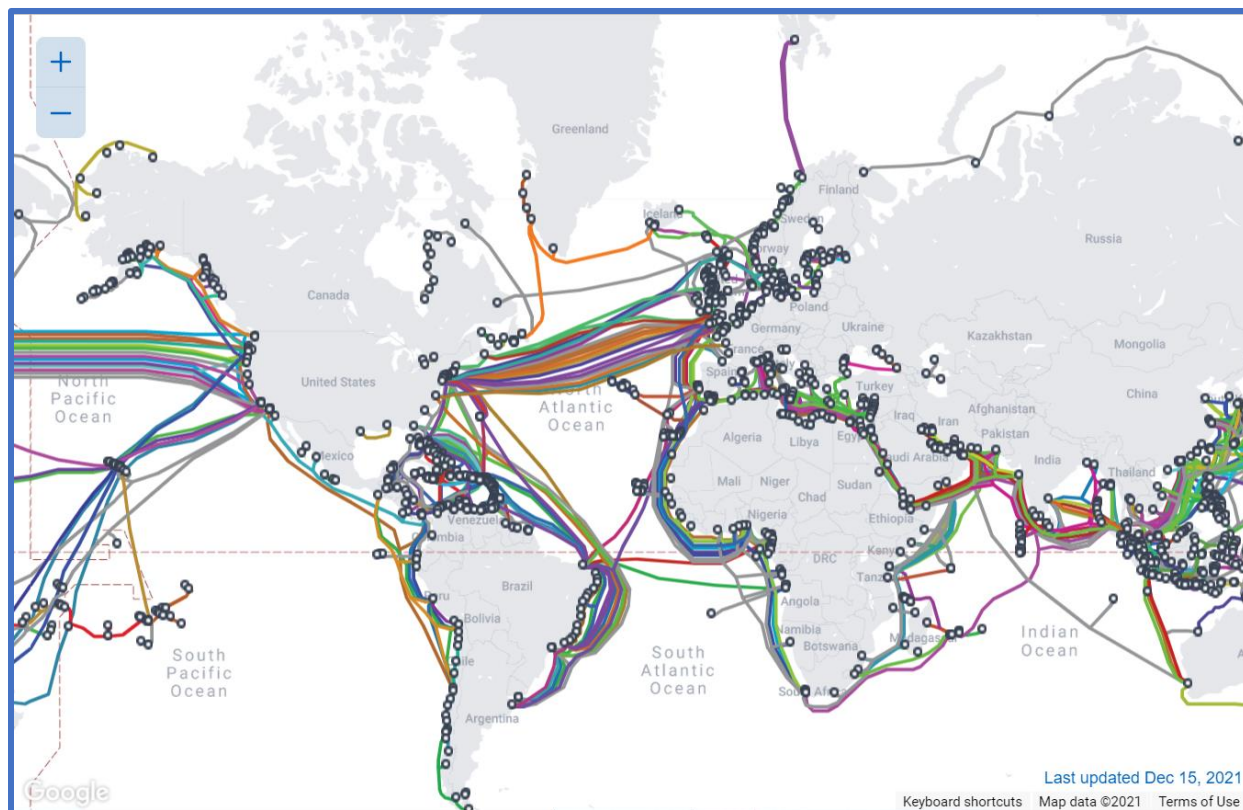 +
−
Greenland
Finland
Iceland
Sweden
Norway
Russia
Canada
Poland
Germany
Ukraine
Kazakhstan
Mongolia
France
Spain
Italy
Turkey
United States
North
Pacific
Ocean
North
Atlantic
Ocean
China
Afghanistan
Iraq
Iran
Pakistan
Algeria
Libya
Egypt
Saudi Arabia
India
Mexico
Mali
Niger
Chad
Sudan
Thailand
Nigeria
Ethiopia
Venezuela
Colombia
Kenya
DRC
Tanz
Brazil
Peru
Angola
Bolivia
Namibia
Botswana
Madagascar
Indian
Ocean
South
Pacific
Ocean
Chile
South
Atlantic
Ocean
South Africa
Argentina
Google
Last updated Dec 15, 2021
Keyboard shortcuts Map data ©2021 Terms of Use